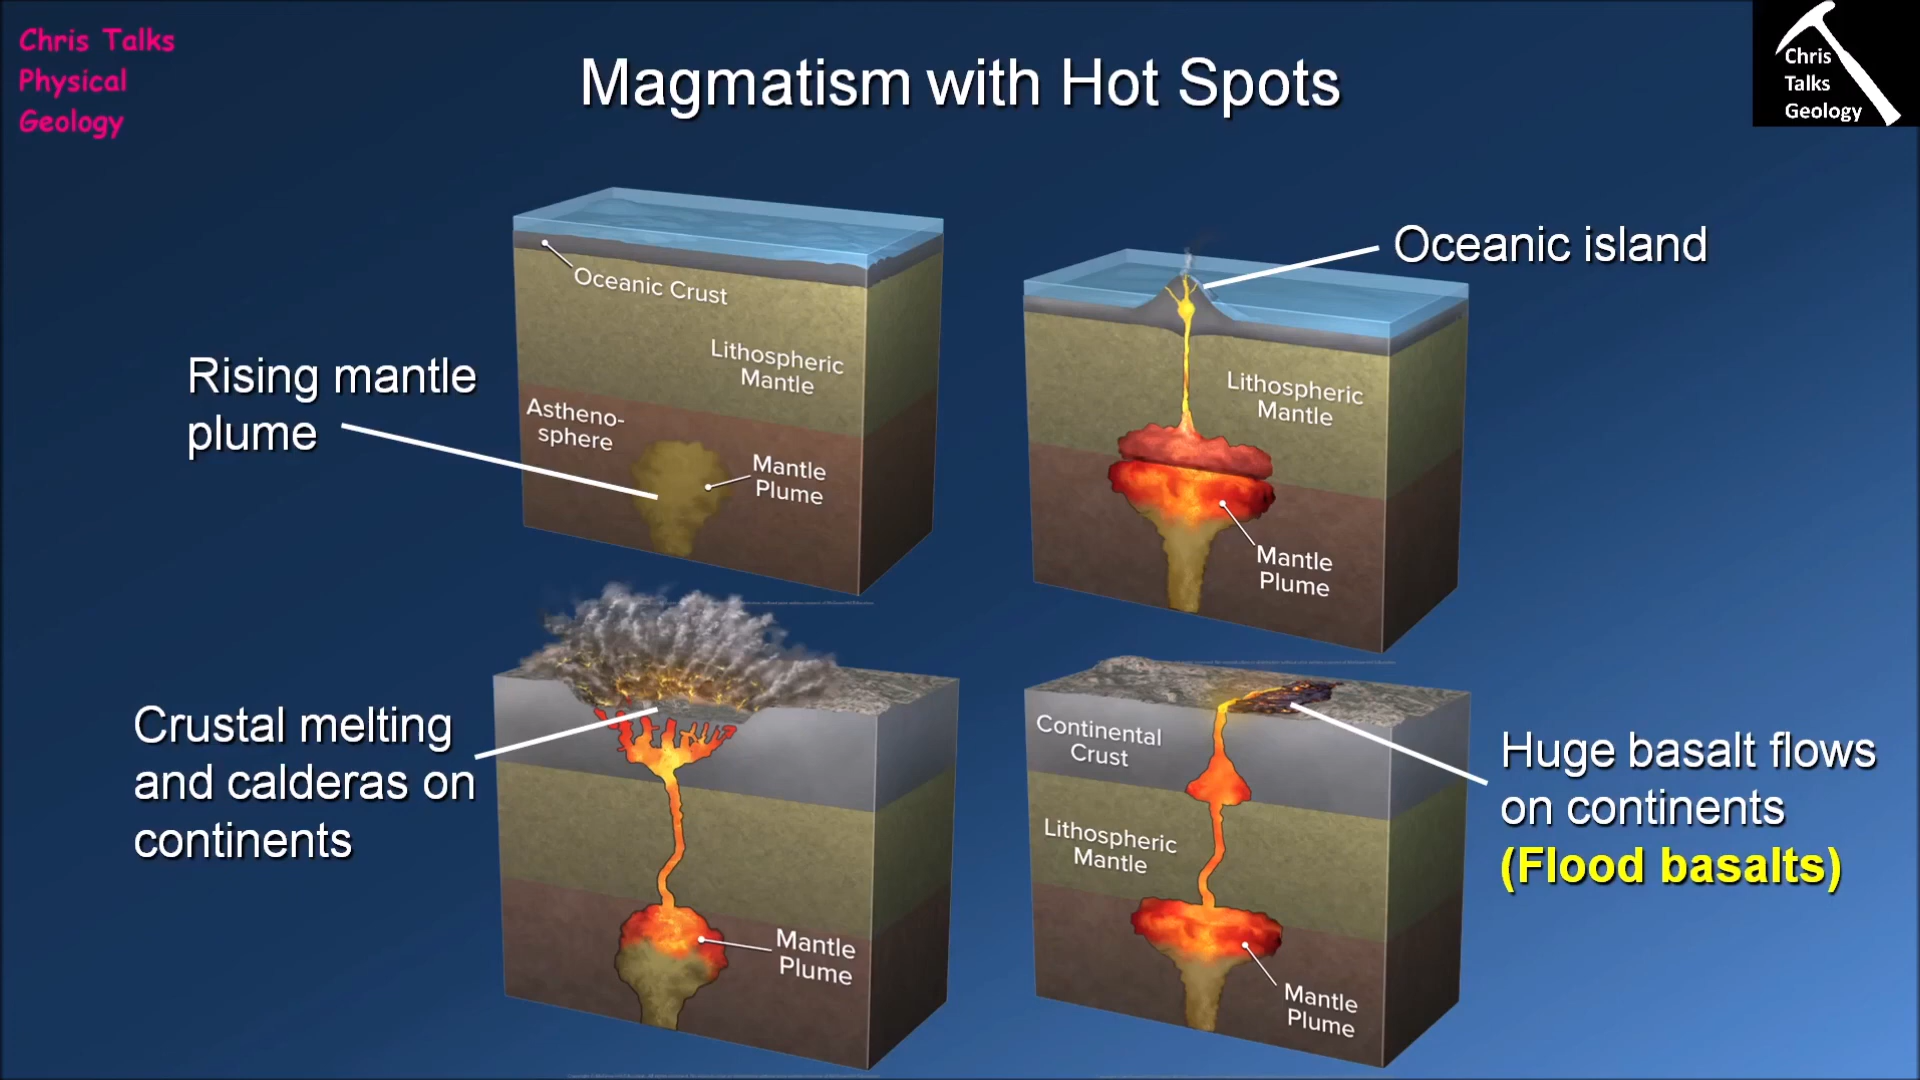 Chris Talks
Physical
Geology
Magmatism with Hot Spots
Chris
Talks
Geology
Oceanic Crust
Lithospheric
Mantle
Astheno-
sphere
Mantle
Plume
Rising mantle
plume
Oceanic island
Lithospheric
Mantle
Mantle
Plume
Crustal melting
and calderas on
continents
Mantle
Plume
Continental
Crust
Lithospheric
Mantle
Mantle
Plume
Huge basalt flows
on continents
(Flood basalts)